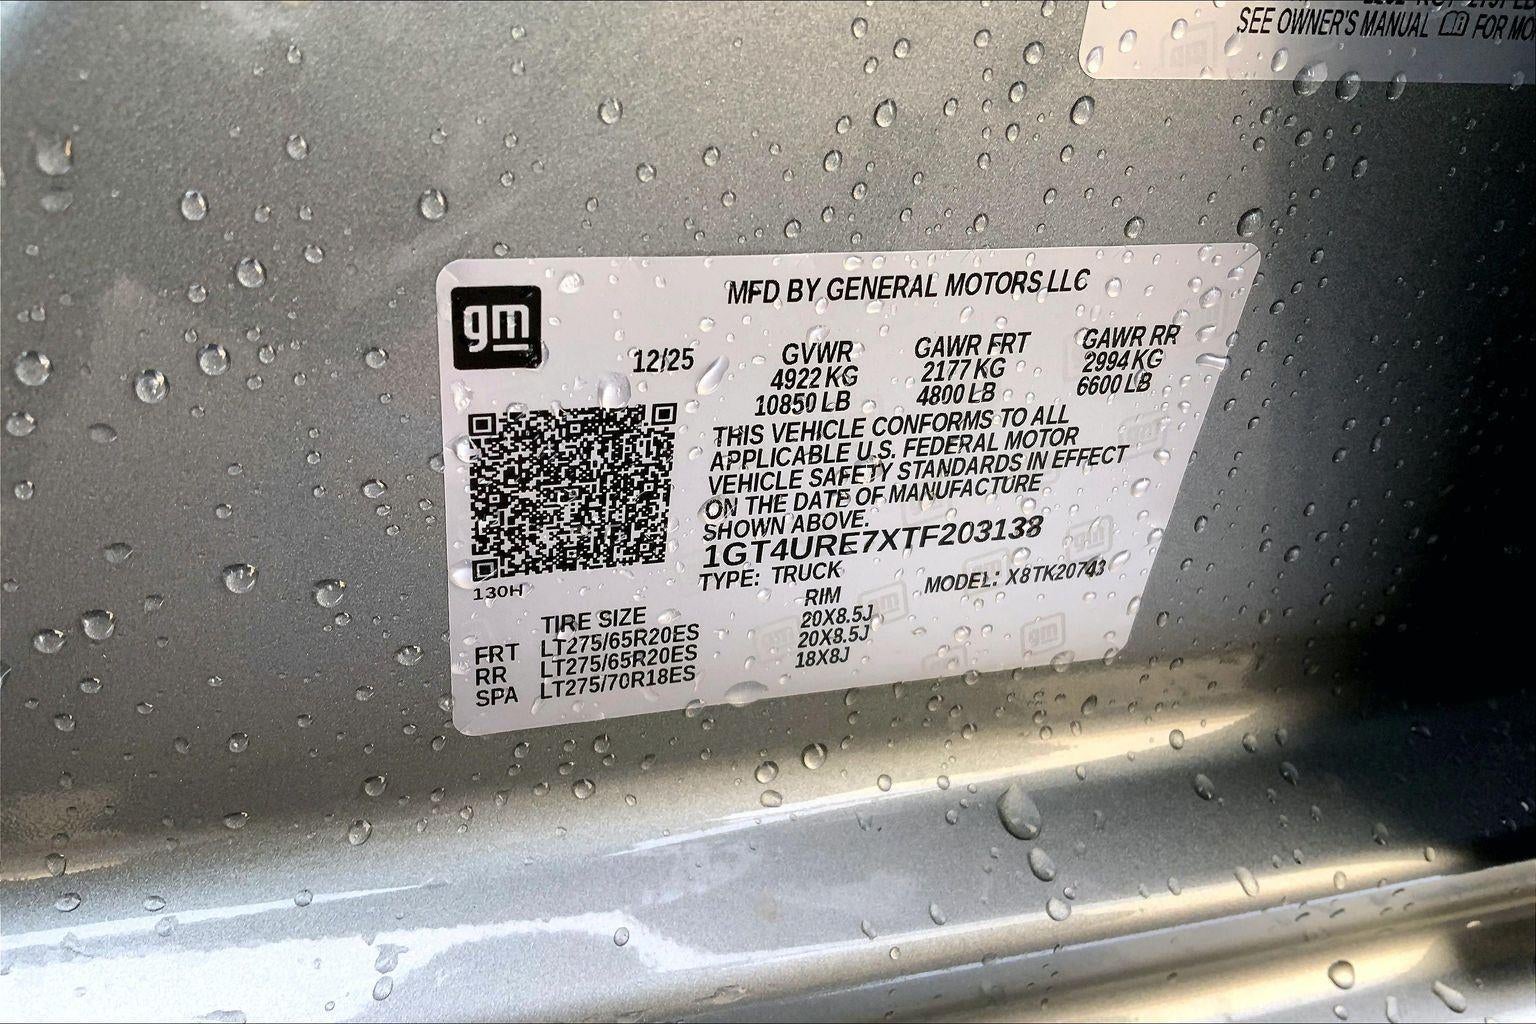 SEE OWNER'S MANUAL FOR
gm
MFD BY GENERAL MOTORS LLC
12/25
GVWR GAWR FRT GAWR RR
4922 KG 2177 KG 2994 KG
10850 LB 4800 LB 6600 LB
THIS VEHICLE CONFORMS TO ALL
APPLICABLE U.S. FEDERAL MOTOR
VEHICLE SAFETY STANDARDS IN EFFECT
ON THE DATE OF MANUFACTURE
SHOWN ABOVE.
1GT4URE7XTF203138
TYPE: TRUCK MODEL: X8TK20743
130H
TIRE SIZE RIM
FRT LT275/65R20ES 20X8.5J
RR LT275/65R20ES 20X8.5J
SPA LT275/70R18ES 18X8J